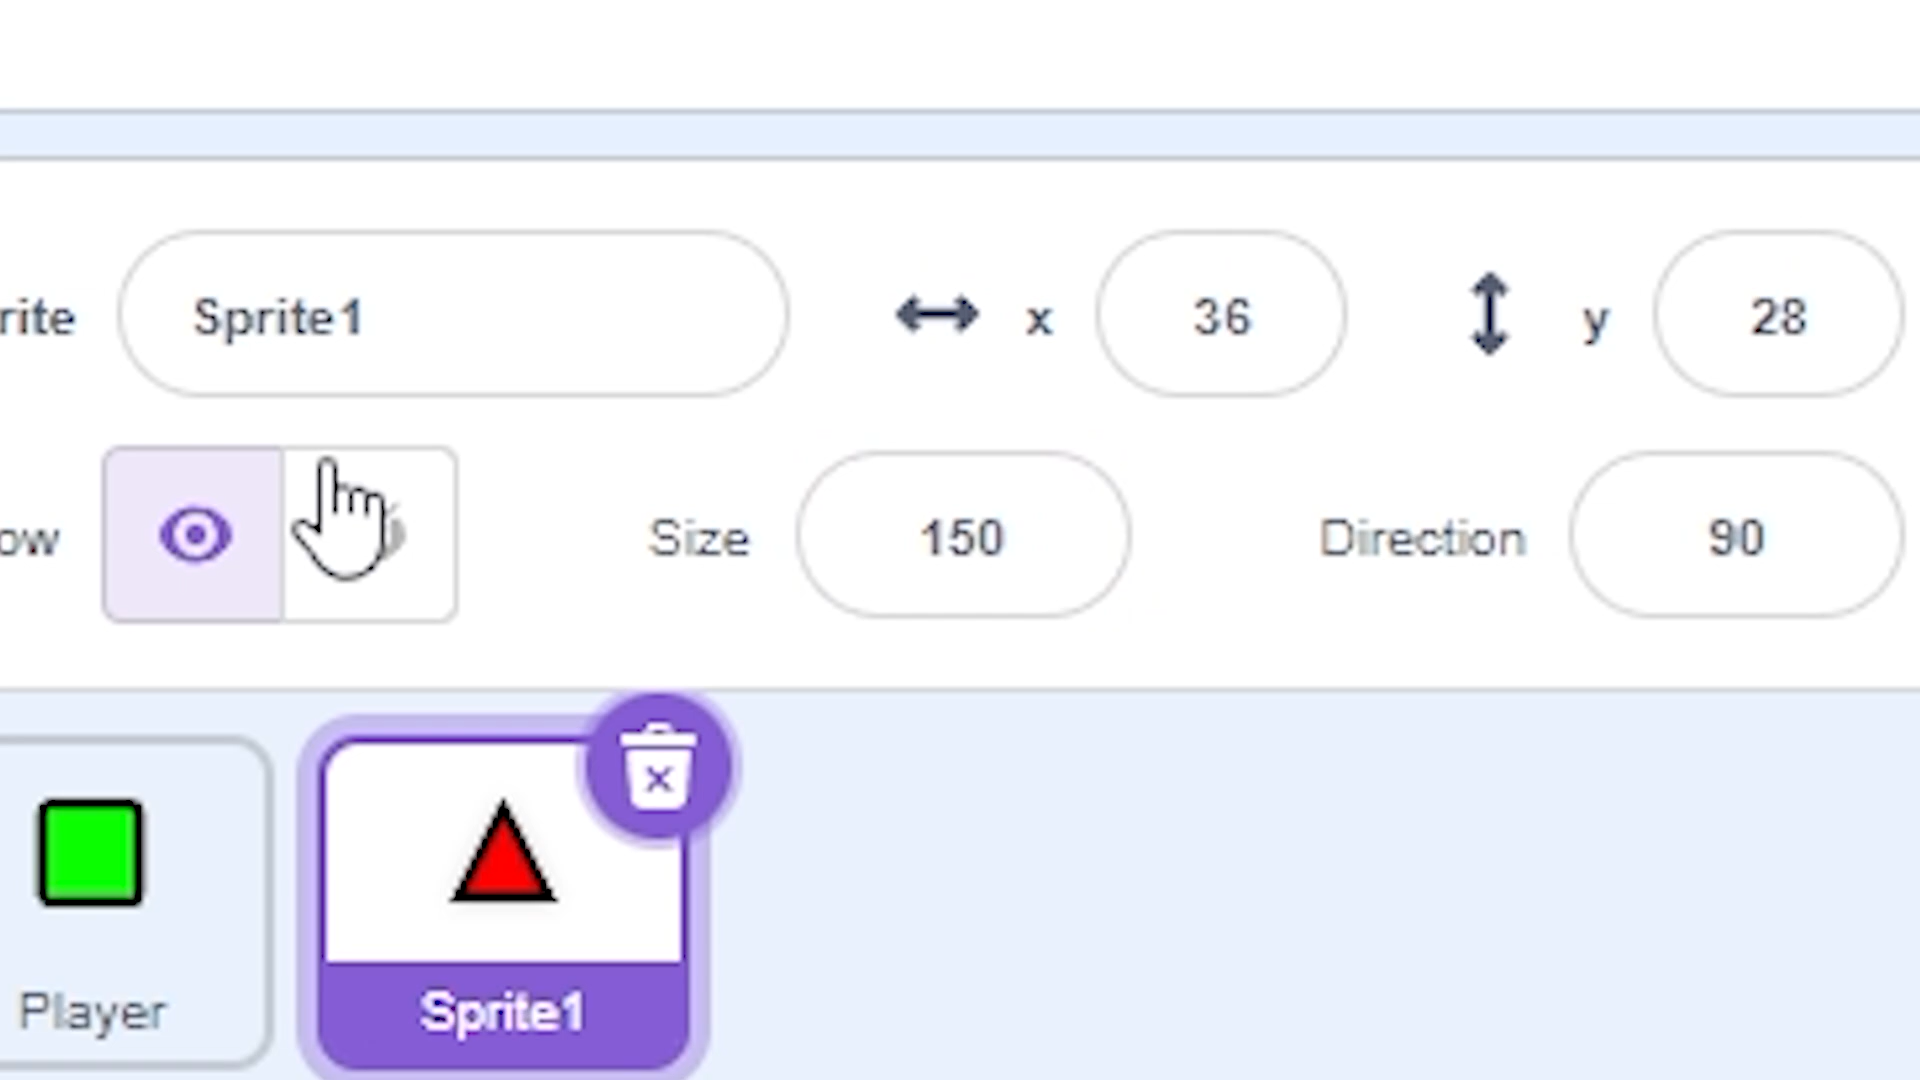 rite Sprite1 x 36 y 28
ow Size 150 Direction 90
Player Sprite1